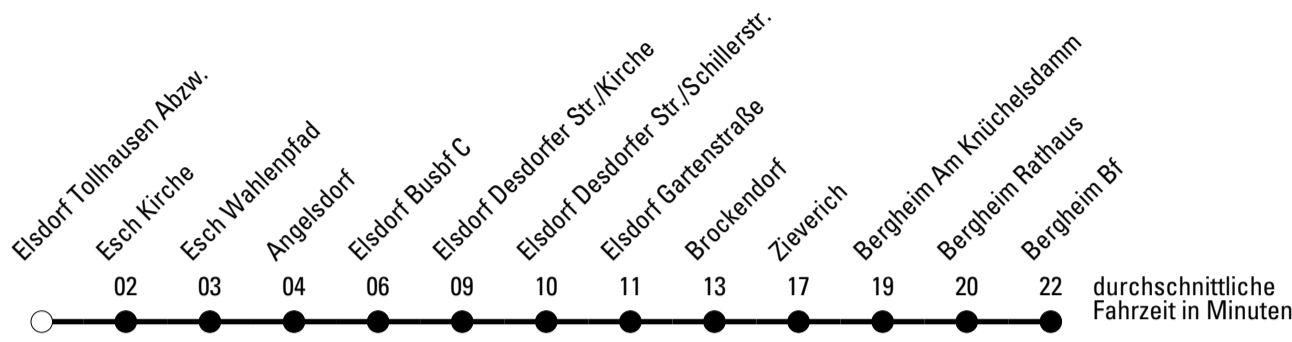 Elsdorf Tollhausen Abzw.
Esch Kirche
Esch Wahlenpfad
Angelsdorf
Elsdorf Busbf C
Elsdorf Desdorfer Str./Kirche
Elsdorf Desdorfer Str./Schillerstr.
Elsdorf Gartenstraße
Brockendorf
Zieverich
Bergheim Am Knüchelsdamm
Bergheim Rathaus
Bergheim Bf
02 03 04 06 09 10 11 13 17 19 20 22 durchschnittliche
Fahrzeit in Minuten